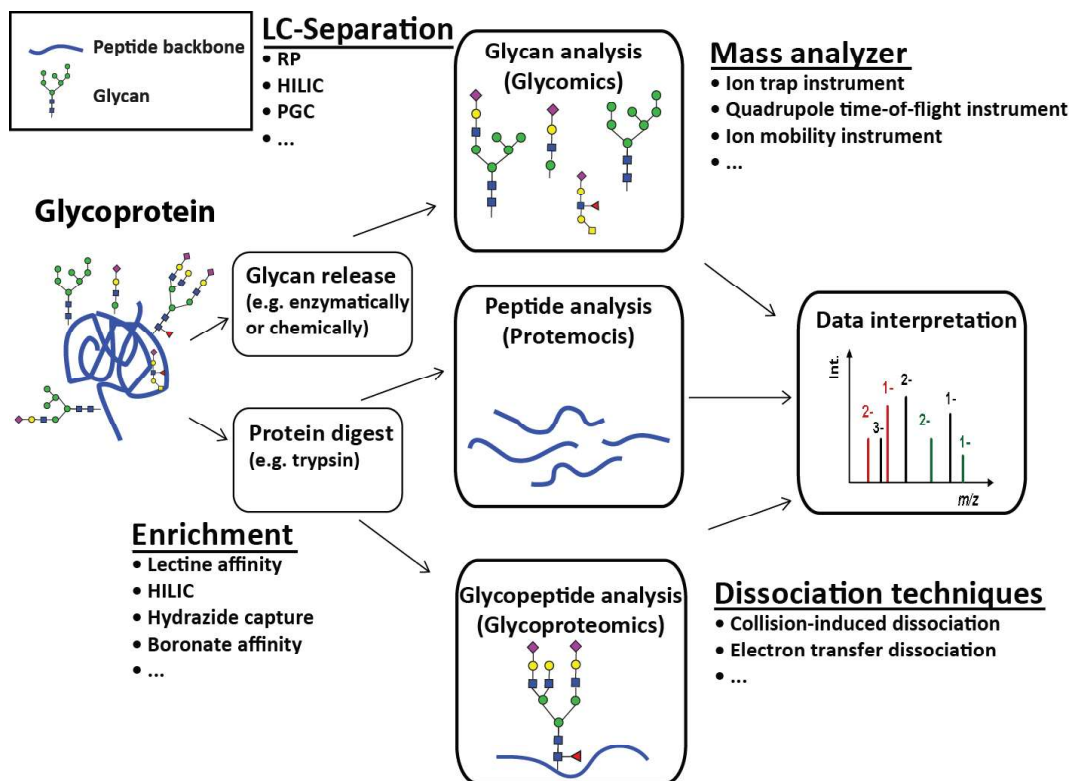 Peptide backbone
Glycan
LC-Separation
• RP
• HILIC
• PGC
• ...
Glycan analysis
(Glycomics)
Mass analyzer
• Ion trap instrument
• Quadrupole time-of-flight instrument
• Ion mobility instrument
• ...
Glycoprotein
Glycan release
(e.g. enzymatically
or chemically)
Peptide analysis
(Protemocis)
Data interpretation
Int.
2-
3-
1-
2-
2-
1-
1-
m/z
Protein digest
(e.g. trypsin)
Enrichment
• Lectine affinity
• HILIC
• Hydrazide capture
• Boronate affinity
• ...
Glycopeptide analysis
(Glycoproteomics)
Dissociation techniques
• Collision-induced dissociation
• Electron transfer dissociation
• ...